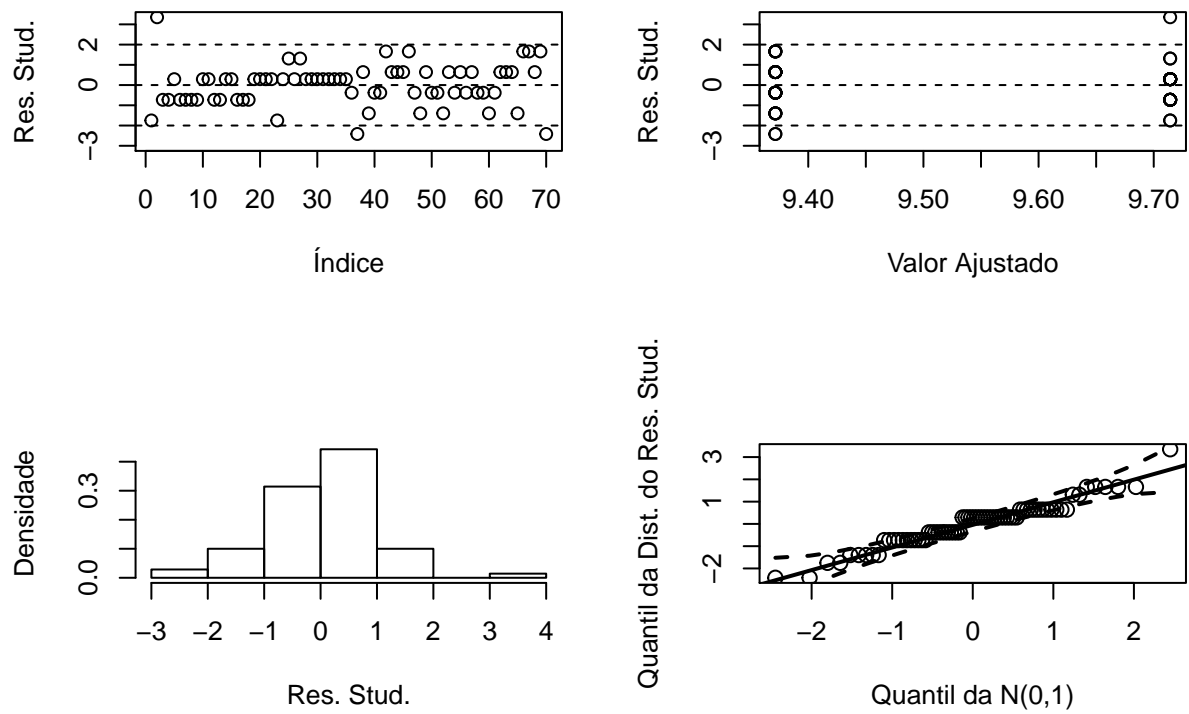 Res. Stud.
2
0
−3
0 10 20 30 40 50 60 70
Índice
Res. Stud.
2
0
−3
9.40 9.50 9.60 9.70
Valor Ajustado
Densidade
0.3
0.0
−3 −2 −1 0 1 2 3 4
Res. Stud.
Quantil da Dist. do Res. Stud.
3
1
−2
−2 −1 0 1 2
Quantil da N(0,1)